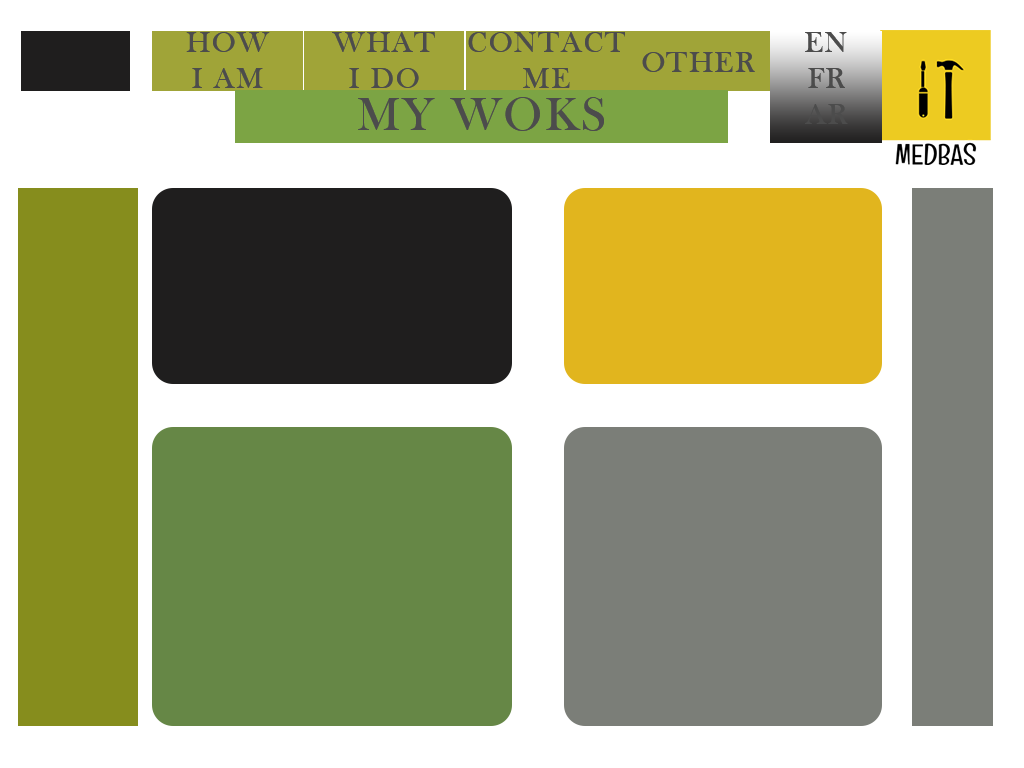 HOW
I AM
WHAT
I DO
CONTACT
ME
OTHER
EN
FR
AR
MY WOKS
MEDBAS